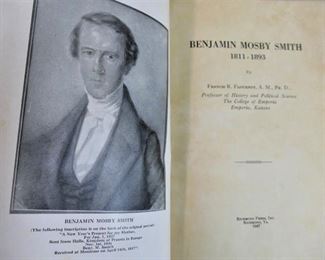 BENJAMIN MOSBY SMITH
(The following inscription is on the back of the original portrait
"A New Year's Present for my Mother,
For Jan. 1, 1837
Sent from Halle, Kingdom of Prussia in Europe
Nov. 1st, 1836
Benj. M. Smith
Received at Montrose on April 14th, 1837".
BENJAMIN MOSBY SMITH
1811-1893
By
Francis R. Flournoy, A. M., Ph. D.,
Professor of History and Political Science
The College of Emporia
Emporia, Kansas
Richmond Press, Inc.
Richmond, Va.
1947